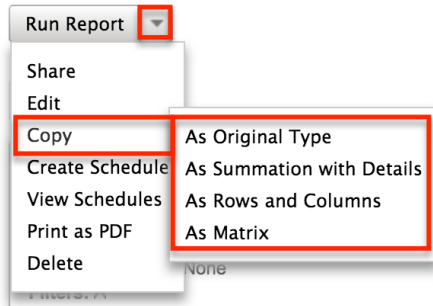 Run Report
Share
Edit
Copy
As Original Type
Create Schedule
As Summation with Details
View Schedules
As Rows and Columns
Print as PDF
As Matrix
Delete
None
Filters: